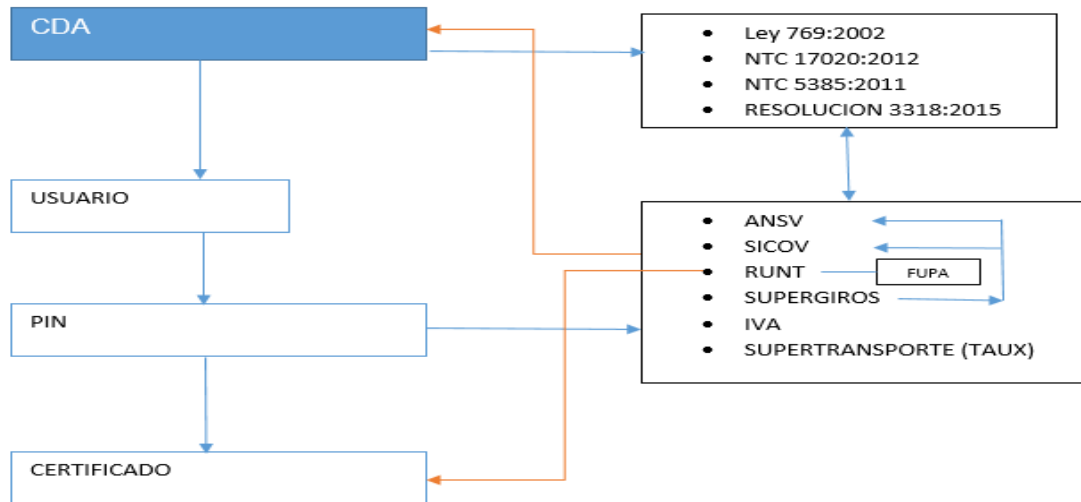 CDA
• Ley 769:2002
• NTC 17020:2012
• NTC 5385:2011
• RESOLUCION 3318:2015
USUARIO
• ANSV
• SICOV
• RUNT FUPA
• SUPERGIROS
• IVA
• SUPERTRANSPORTE (TAUX)
PIN
CERTIFICADO